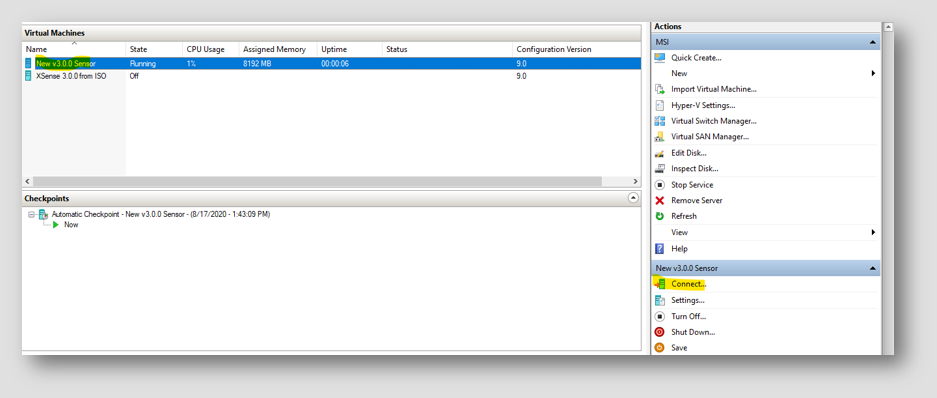 Virtual Machines
Name State CPU Usage Assigned Memory Uptime Status Configuration Version
New v3.0.0 Sensor Running 1% 8192 MB 00:00:06 9.0
XSense 3.0.0 from ISO Off 9.0
Checkpoints
Automatic Checkpoint - New v3.0.0 Sensor - (8/17/2020 - 1:43:09 PM)
Now
Actions
MSI
Quick Create...
New
Import Virtual Machine...
Hyper-V Settings...
Virtual Switch Manager...
Virtual SAN Manager...
Edit Disk...
Inspect Disk...
Stop Service
Remove Server
Refresh
View
Help
New v3.0.0 Sensor
Connect...
Settings...
Turn Off...
Shut Down...
Save